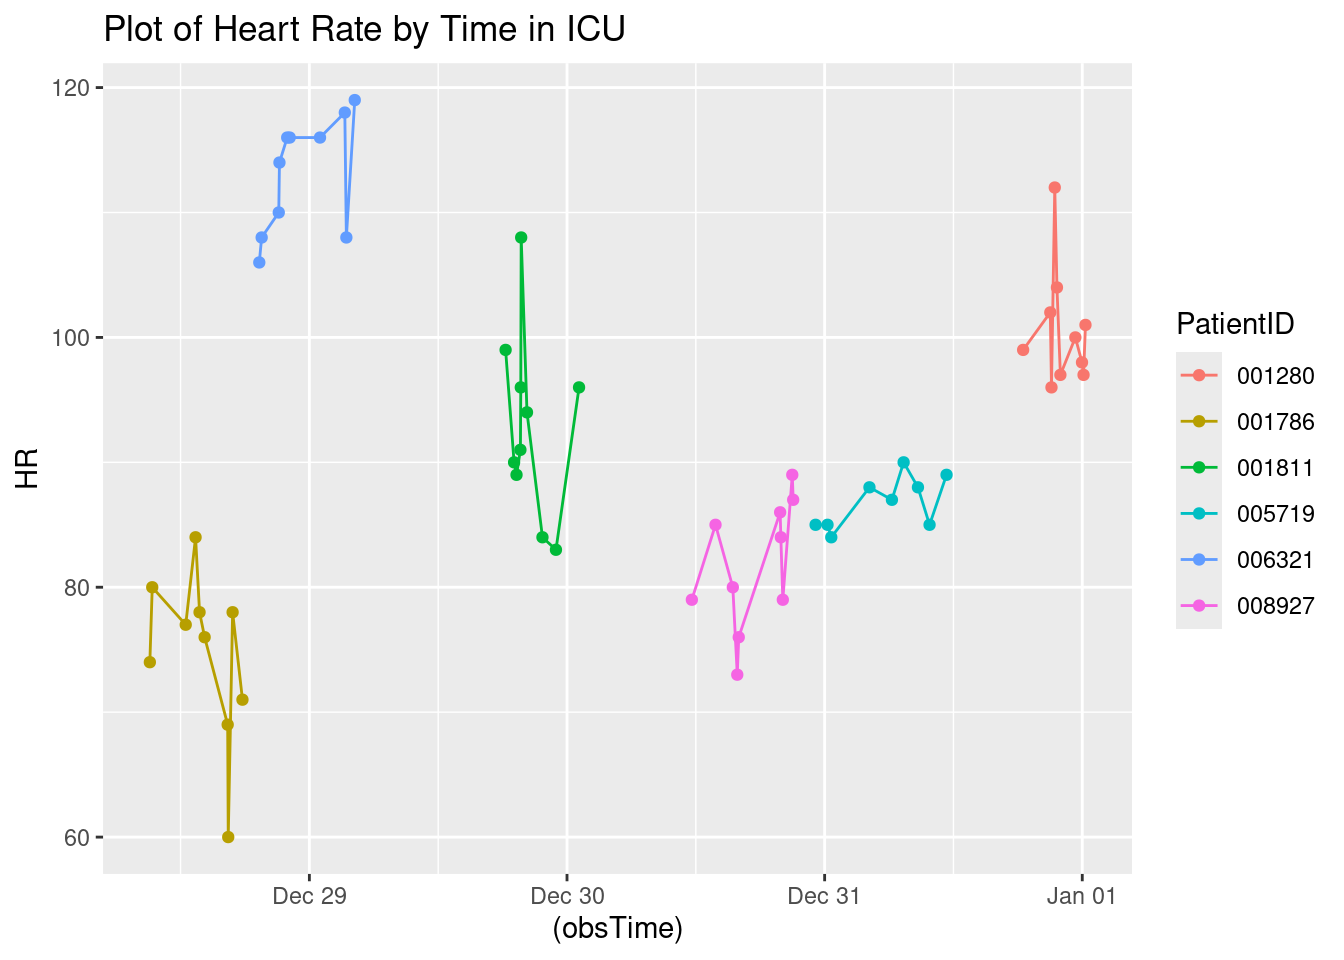 Plot of Heart Rate by Time in ICU
120
100
80
60
HR
Dec 29 Dec 30 Dec 31 Jan 01
(obsTime)
PatientID
001280
001786
001811
005719
006321
008927